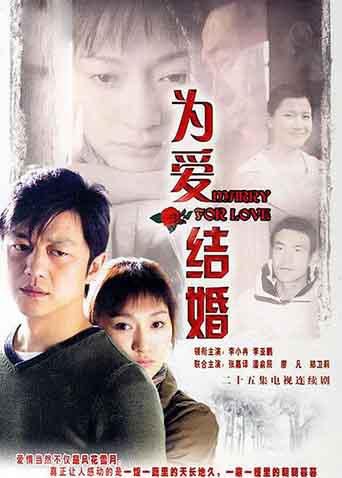 为爱结婚
MARRY
FOR LOVE
领衔主演：李小冉 李亚鹏
联合主演：张嘉译 潘俞辰 廖凡 郑卫莉
二十五集电视连续剧
爱情当然不仅是风花雪月
真正让人感动的是一饭一蔬里的天长地久，一寤一寐里的朝朝暮暮